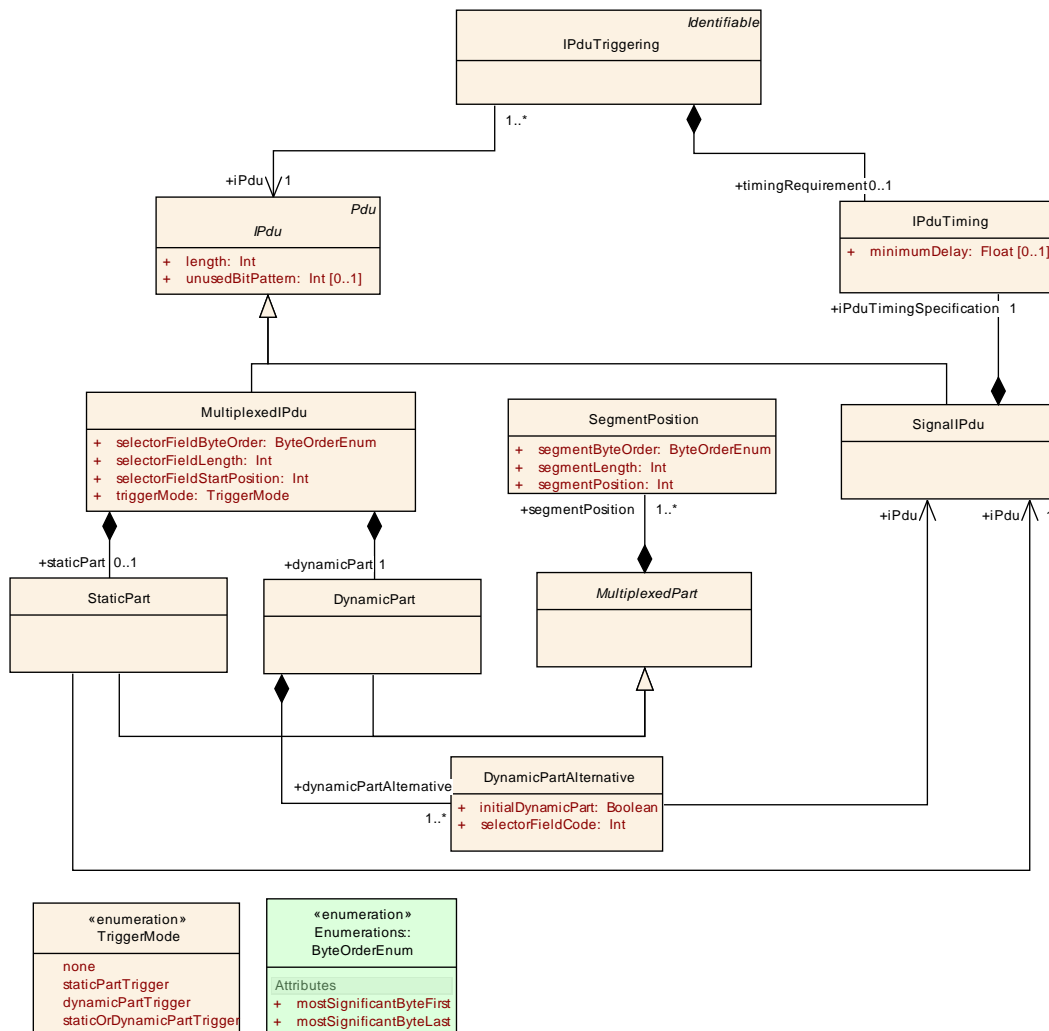 Identifiable
IPduTriggering
1..*
+iPdu 1
+timingRequirement 0..1
Pdu
IPdu
+ length: Int
+ unusedBitPattern: Int [0..1]
IPduTiming
+ minimumDelay: Float [0..1]
+iPduTimingSpecification 1
MultiplexedIPdu
+ selectorFieldByteOrder: ByteOrderEnum
+ selectorFieldLength: Int
+ selectorFieldStartPosition: Int
+ triggerMode: TriggerMode
SegmentPosition
+ segmentByteOrder: ByteOrderEnum
+ segmentLength: Int
+ segmentPosition: Int
SignalIPdu
+segmentPosition 1..*
+iPdu
+iPdu 1
+staticPart 0..1
+dynamicPart 1
StaticPart
DynamicPart
MultiplexedPart
+dynamicPartAlternative
1..*
DynamicPartAlternative
+ initialDynamicPart: Boolean
+ selectorFieldCode: Int
«enumeration»
TriggerMode
none
staticPartTrigger
dynamicPartTrigger
staticOrDynamicPartTrigger
«enumeration»
Enumerations::
ByteOrderEnum
Attributes
+ mostSignificantByteFirst
+ mostSignificantByteLast